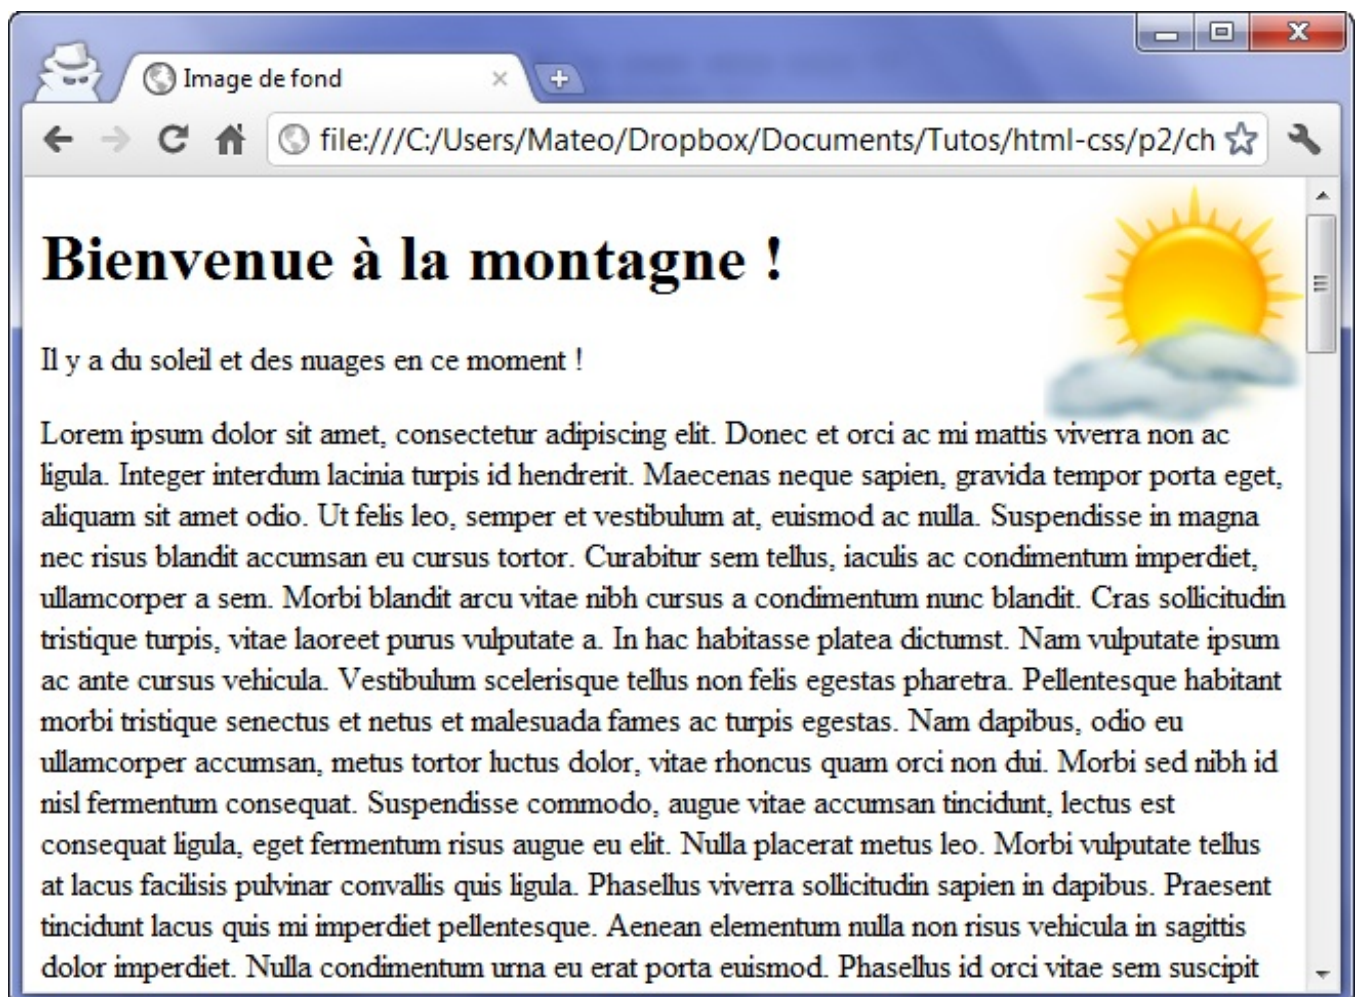 Image de fond
file:///C:/Users/Mateo/Dropbox/Documents/Tutos/html-css/p2/ch
Bienvenue à la montagne !
Il y a du soleil et des nuages en ce moment !
Lorem ipsum dolor sit amet, consectetur adipiscing elit. Donec et orci ac mi mattis viverra non ac
ligula. Integer interdum lacinia turpis id hendrerit. Maecenas neque sapien, gravida tempor porta eget,
aliquam sit amet odio. Ut felis leo, semper et vestibulum at, euismod ac nulla. Suspendisse in magna
nec risus blandit accumsan eu cursus tortor. Curabitur sem tellus, iaculis ac condimentum imperdiet,
ullamcorper a sem. Morbi blandit arcu vitae nibh cursus a condimentum nunc blandit. Cras sollicitudin
tristique turpis, vitae laoreet purus vulputate a. In hac habitasse platea dictumst. Nam vulputate ipsum
ac ante cursus vehicula. Vestibulum scelerisque tellus non felis egestas pharetra. Pellentesque habitant
morbi tristique senectus et netus et malesuada fames ac turpis egestas. Nam dapibus, odio eu
ullamcorper accumsan, metus tortor luctus dolor, vitae rhoncus quam orci non dui. Morbi sed nibh id
nisl fermentum consequat. Suspendisse commodo, augue vitae accumsan tincidunt, lectus est
consequat ligula, eget fermentum risus augue eu elit. Nulla placerat metus leo. Morbi vulputate tellus
at lacus facilisis pulvinar convallis quis ligula. Phasellus viverra sollicitudin sapien in dapibus. Praesent
tincidunt lacus quis mi imperdiet pellentesque. Aenean elementum nulla non risus vehicula in sagittis
dolor imperdiet. Nulla condimentum urna eu erat porta euismod. Phasellus id orci vitae sem suscipit